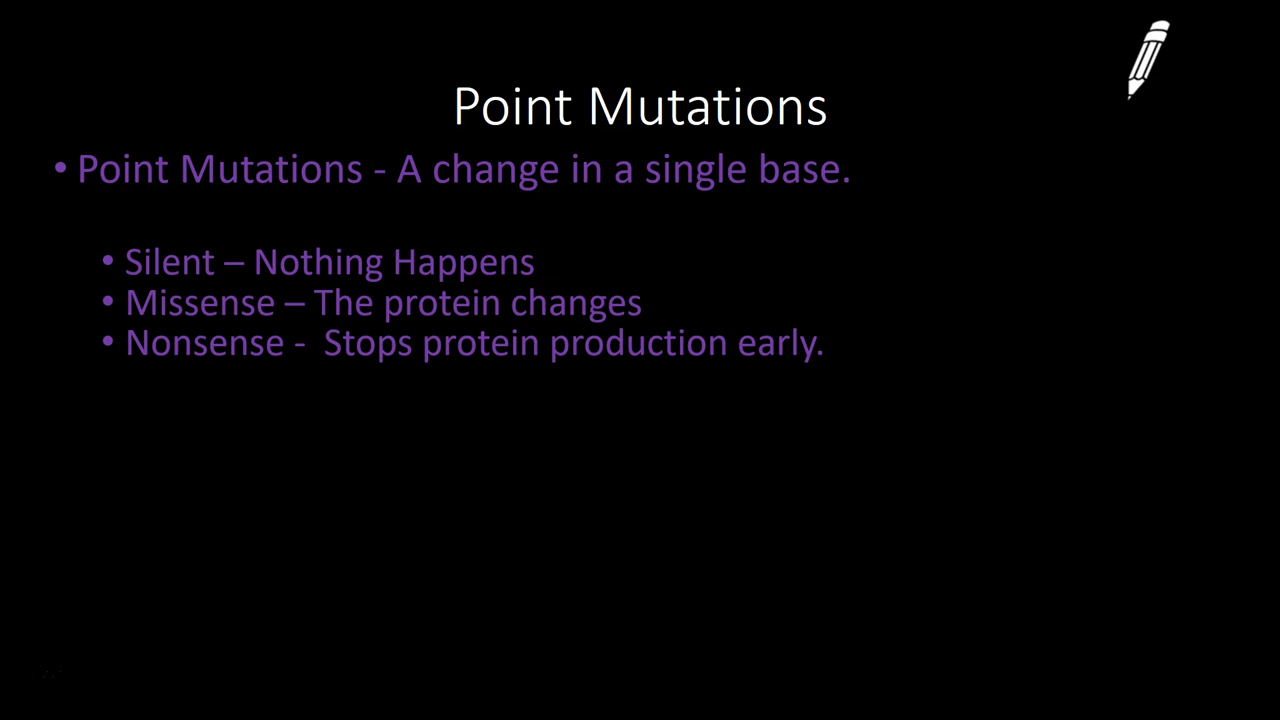 Point Mutations
• Point Mutations - A change in a single base.
• Silent – Nothing Happens
• Missense – The protein changes
• Nonsense -  Stops protein production early.